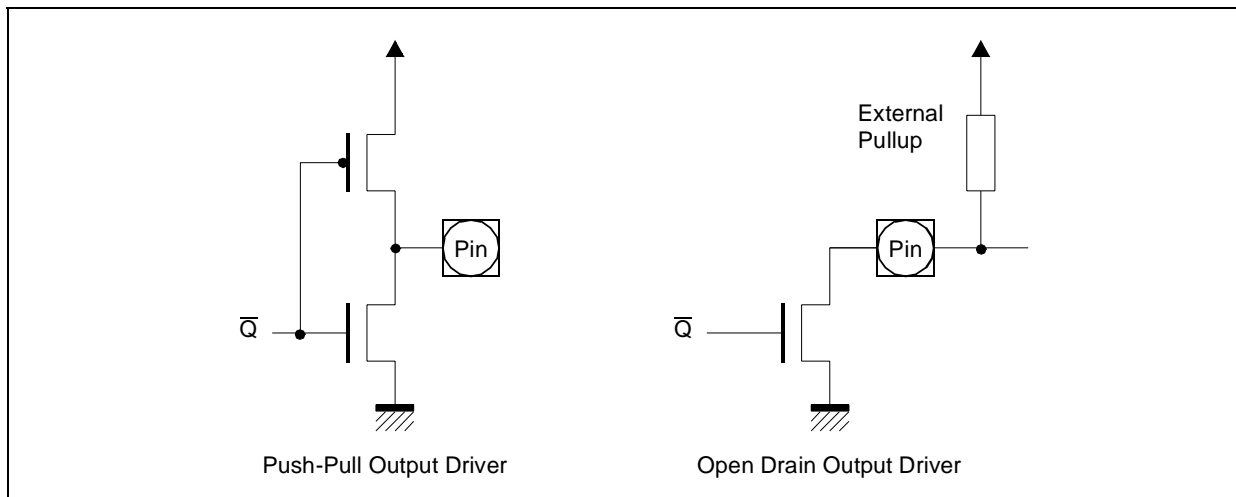 External
Pullup
Pin
Pin
Q̅
Q̅
Push-Pull Output Driver
Open Drain Output Driver